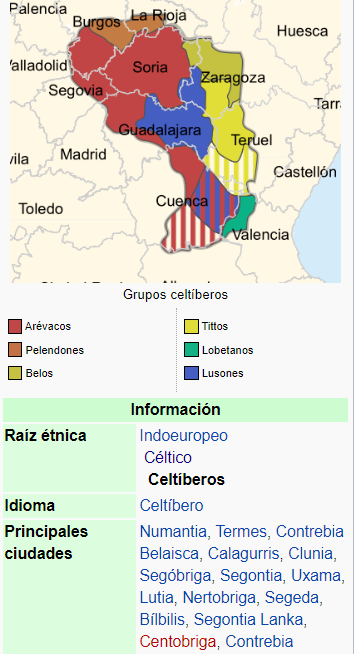 Palencia
La Rioja
Burgos
Huesca
Valladolid
Soria
Zaragoza
Segovia
Tarra
Guadalajara
Teruel
vila
Madrid
Castellón
Cuenca
Toledo
Valencia
Grupos celtíberos
Arévacos
Tittos
Pelendones
Lobetanos
Belos
Lusones
Información
Raíz étnica
Indoeuropeo
Céltico
Celtíberos
Idioma
Celtíbero
Principales
ciudades
Numantia, Termes, Contrebia
Belaisca, Calagurris, Clunia,
Segóbriga, Segontia, Uxama,
Lutia, Nertobriga, Segeda,
Bílbilis, Segontia Lanka,
Centobriga, Contrebia